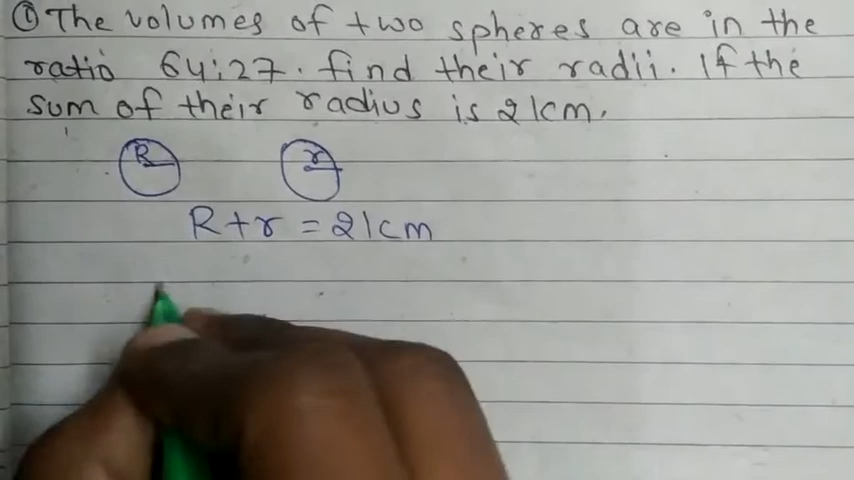 ① The volumes of two spheres are in the
ratio 64:27. find their radii. If the
sum of their radius is 21cm.
R r
R+r = 21cm